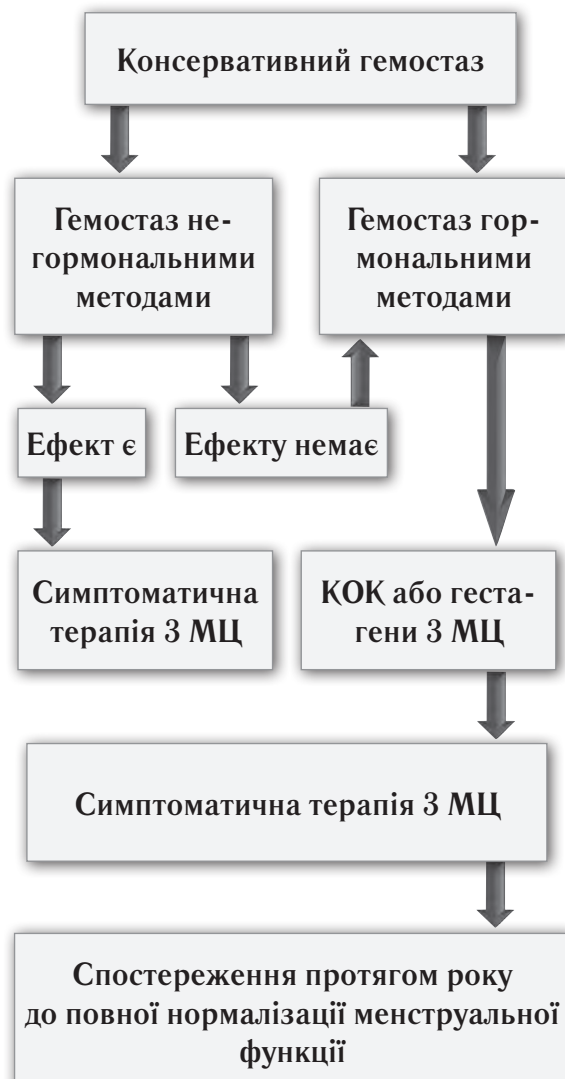 Консервативний гемостаз
Гемостаз не-
гормональними
методами
Гемостаз гор-
мональними
методами
Ефект є
Ефекту немає
Симптоматична
терапія 3 МЦ
КОК або геста-
гени 3 МЦ
Симптоматична терапія 3 МЦ
Спостереження протягом року
до повної нормалізації менструальної
функції